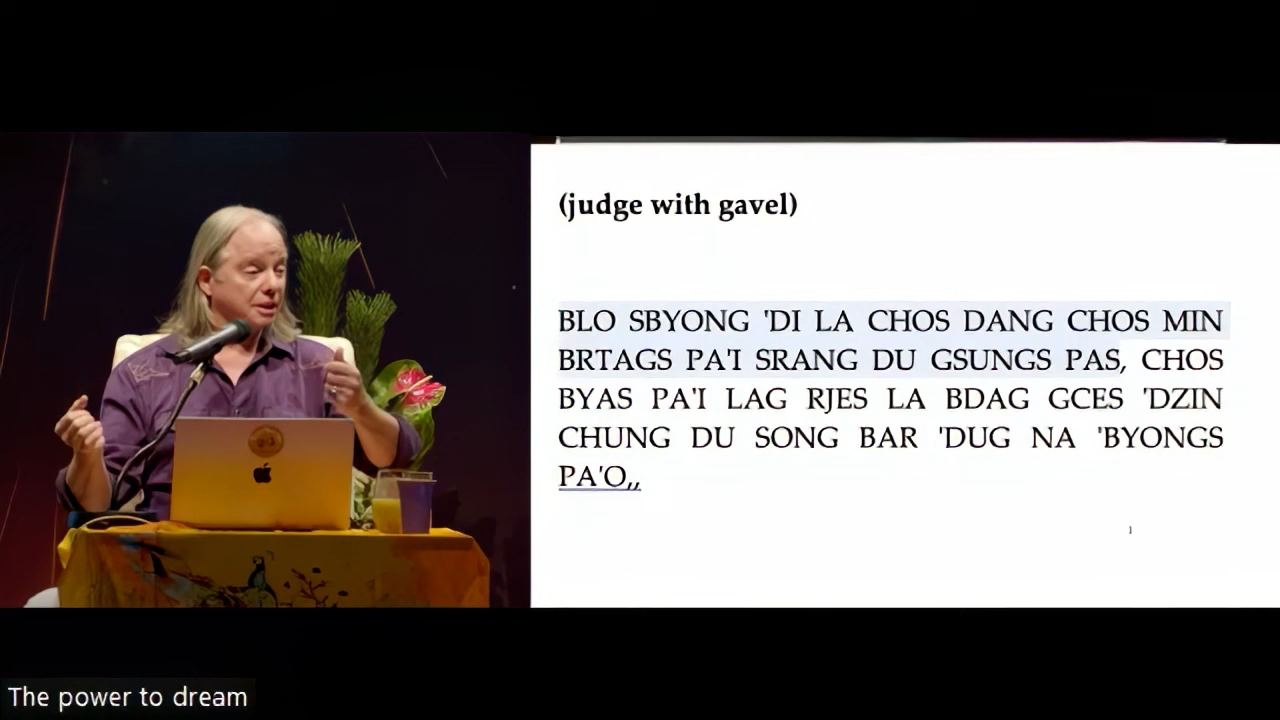 (judge with gavel)
BLO SBYONG 'DI LA CHOS DANG CHOS MIN
BRTAGS PA'I SRANG DU GSUNGS PAS, CHOS
BYAS PA'I LAG RJES LA BDAG GCES 'DZIN
CHUNG DU SONG BAR 'DUG NA 'BYONGS
PA'O,,
The power to dream